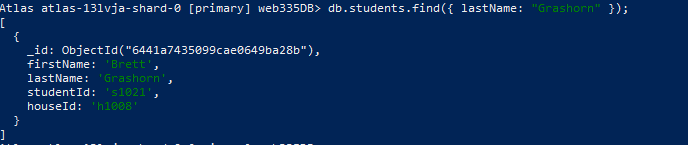 Atlas atlas-13lvja-shard-0 [primary] web335DB> db.students.find({ lastName: "Grashorn" });
[
  {
    _id: ObjectId("6441a7435099cae0649ba28b"),
    firstName: 'Brett',
    lastName: 'Grashorn',
    studentId: 's1021',
    houseId: 'h1008'
  }
]